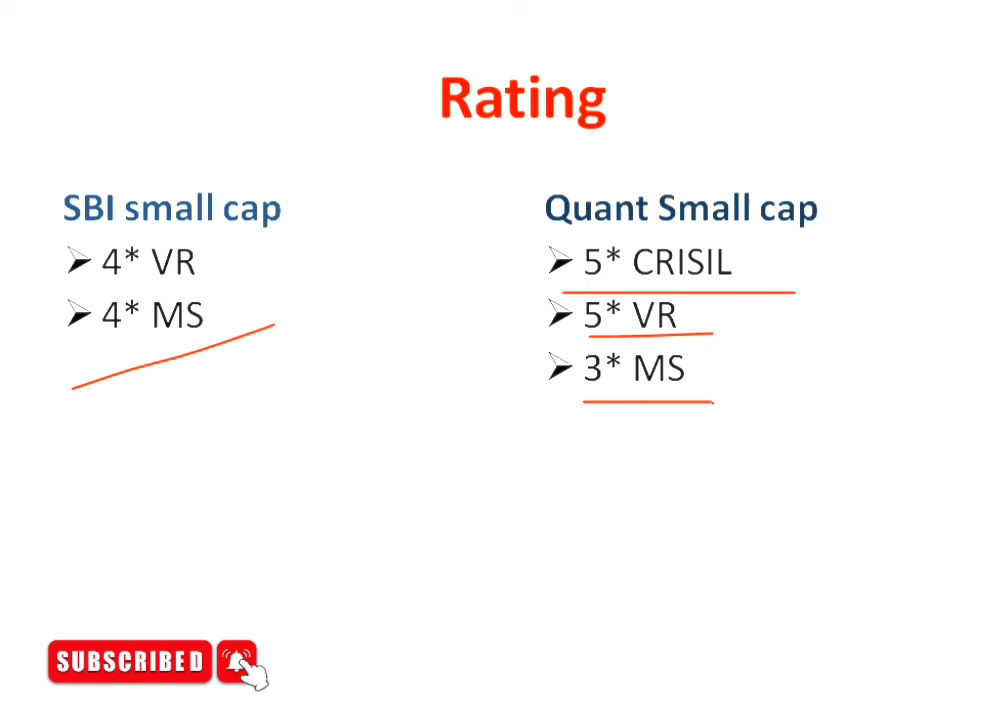 Rating
SBI small cap
4* VR
4* MS
Quant Small cap
5* CRISIL
5* VR
3* MS
SUBSCRIBED